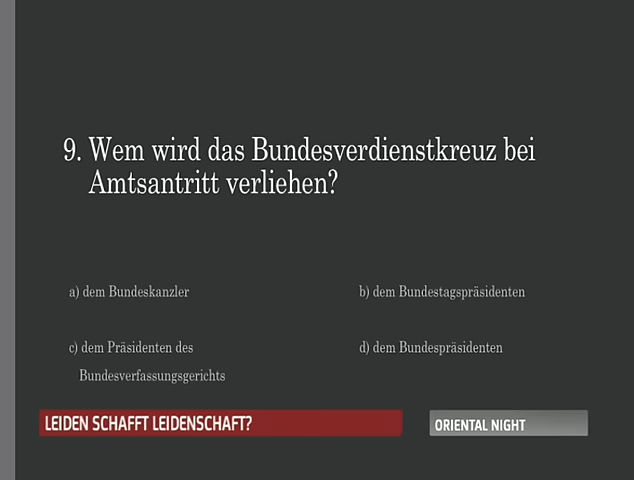 9. Wem wird das Bundesverdienstkreuz bei
Amtsantritt verliehen?
a) dem Bundeskanzler
b) dem Bundestagspräsidenten
c) dem Präsidenten des
Bundesverfassungsgerichts
d) dem Bundespräsidenten
LEIDEN SCHAFFT LEIDENSCHAFT?
ORIENTAL NIGHT